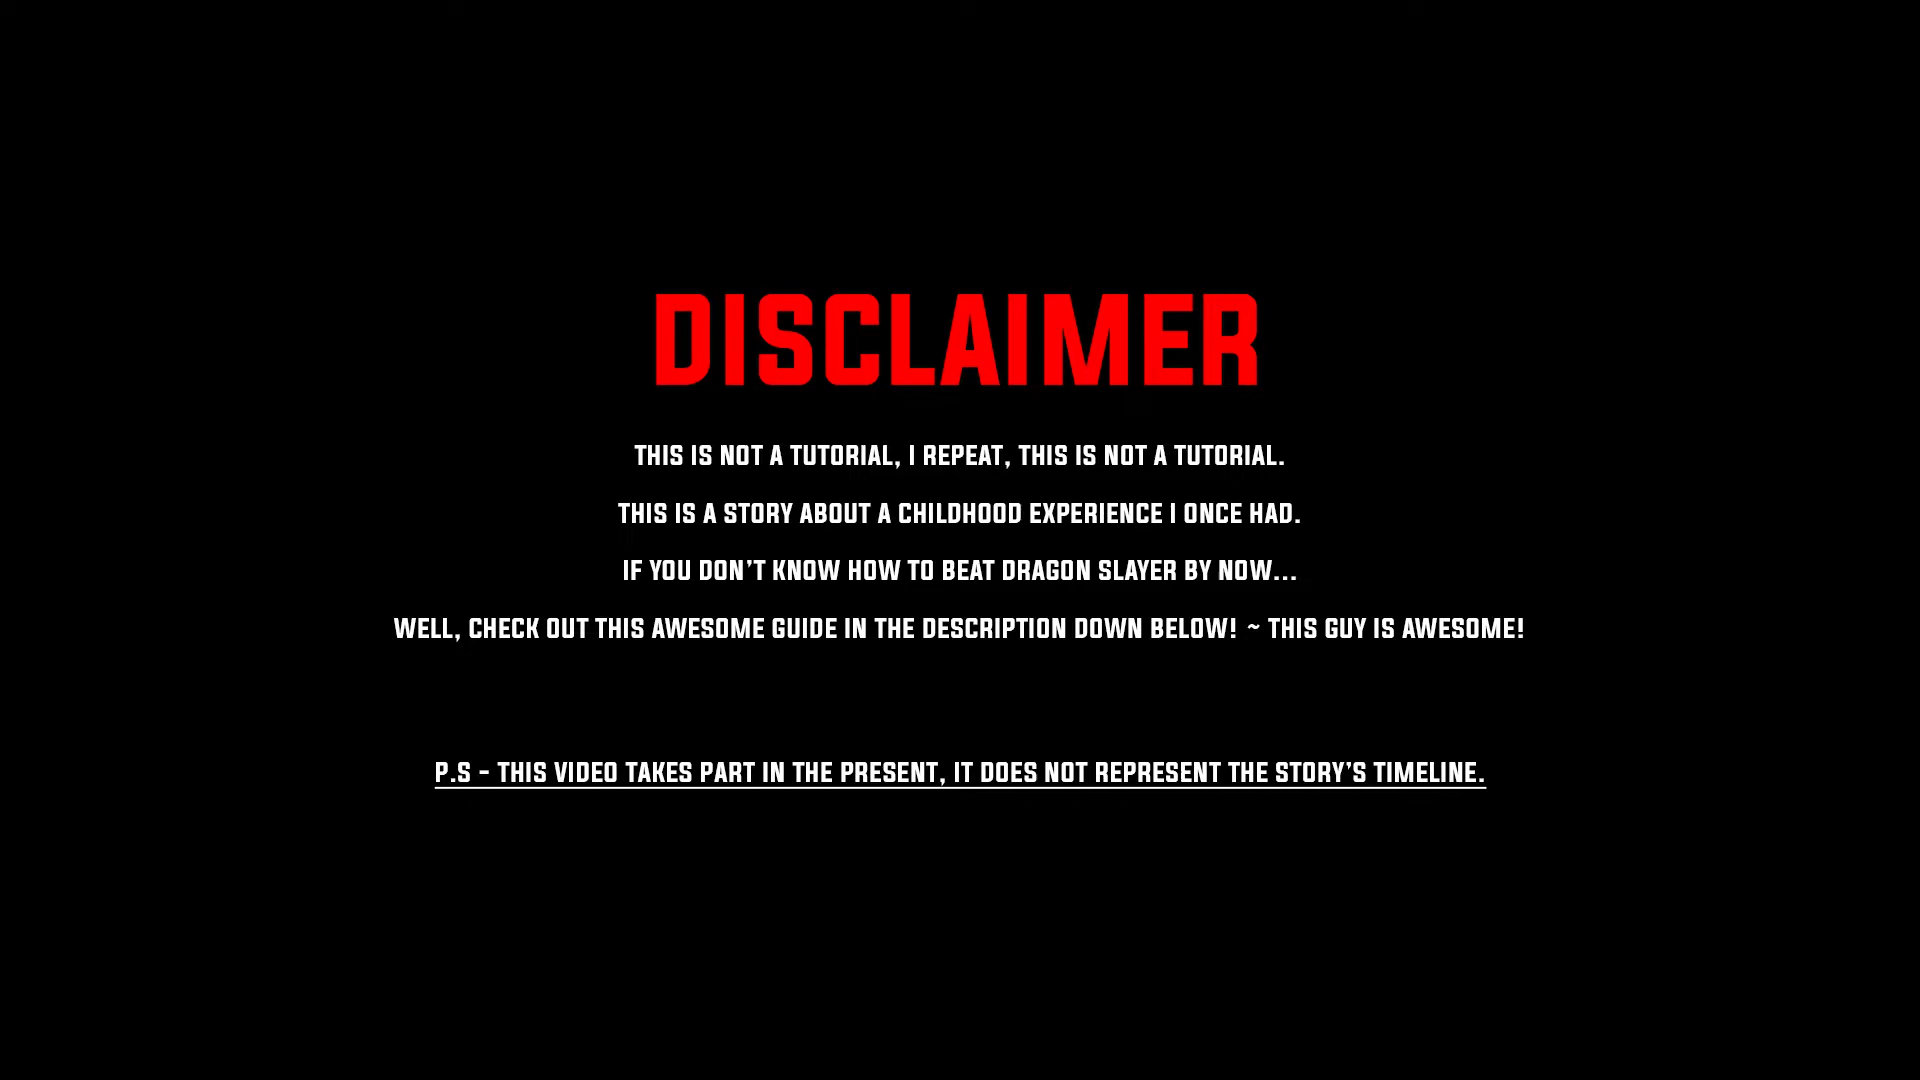 DISCLAIMER
THIS IS NOT A TUTORIAL, I REPEAT, THIS IS NOT A TUTORIAL.
THIS IS A STORY ABOUT A CHILDHOOD EXPERIENCE I ONCE HAD.
IF YOU DON'T KNOW HOW TO BEAT DRAGON SLAYER BY NOW...
WELL, CHECK OUT THIS AWESOME GUIDE IN THE DESCRIPTION DOWN BELOW! ~ THIS GUY IS AWESOME!
P.S - THIS VIDEO TAKES PART IN THE PRESENT, IT DOES NOT REPRESENT THE STORY'S TIMELINE.